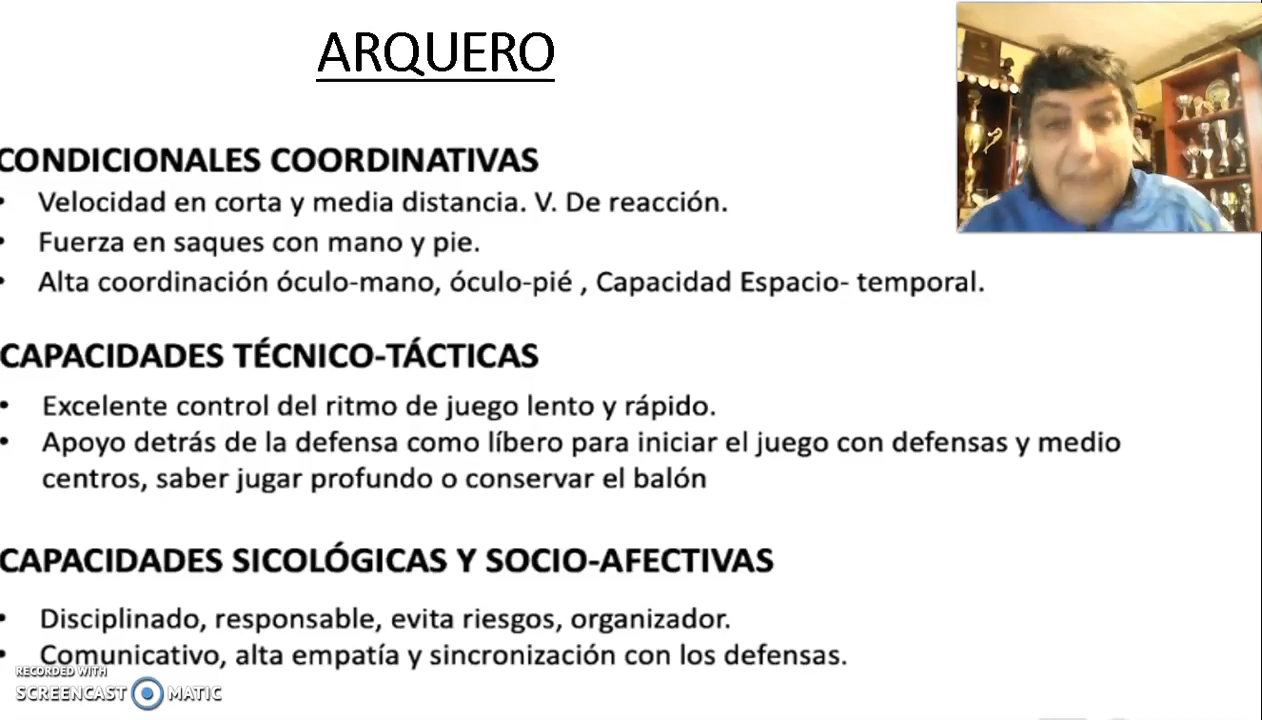 ARQUERO
CONDICIONALES COORDINATIVAS
• Velocidad en corta y media distancia. V. De reacción.
• Fuerza en saques con mano y pie.
• Alta coordinación óculo-mano, óculo-pié , Capacidad Espacio- temporal.
CAPACIDADES TÉCNICO-TÁCTICAS
• Excelente control del ritmo de juego lento y rápido.
• Apoyo detrás de la defensa como líbero para iniciar el juego con defensas y medio
centros, saber jugar profundo o conservar el balón
CAPACIDADES SICOLÓGICAS Y SOCIO-AFECTIVAS
• Disciplinado, responsable, evita riesgos, organizador.
• Comunicativo, alta empatía y sincronización con los defensas.
RECORDED WITH
SCREENCAST MATIC